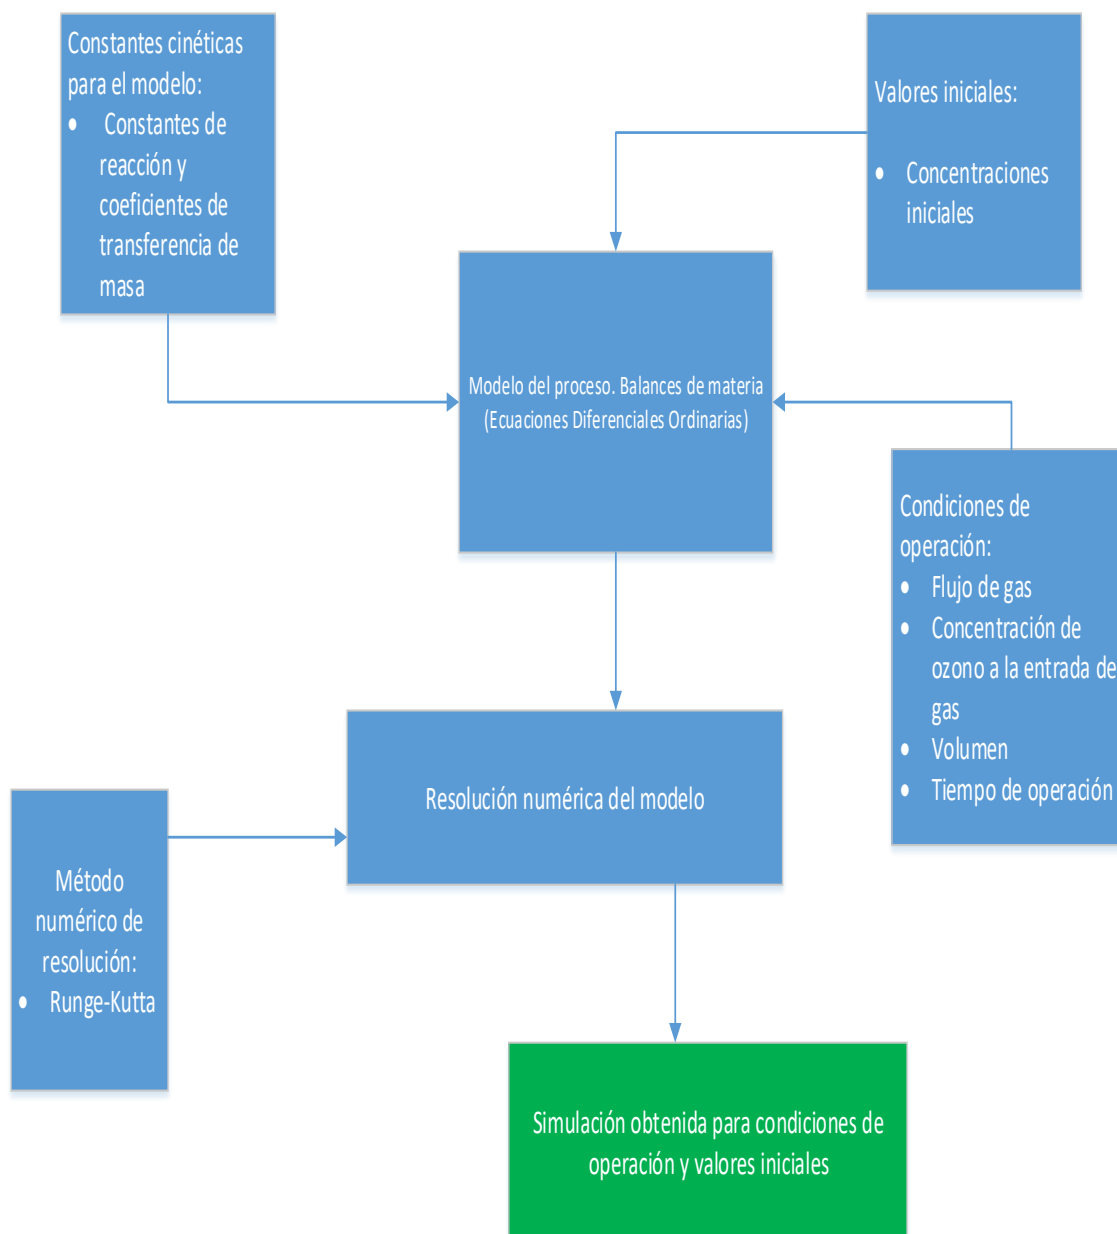 Constantes cinéticas
para el modelo:
• Constantes de
reacción y
coeficientes de
transferencia de
masa
Valores iniciales:
• Concentraciones
iniciales
Modelo del proceso. Balances de materia
(Ecuaciones Diferenciales Ordinarias)
Condiciones de
operación:
• Flujo de gas
• Concentración de
ozono a la entrada de
gas
• Volumen
• Tiempo de operación
Resolución numérica del modelo
Método
numérico de
resolución:
• Runge-Kutta
Simulación obtenida para condiciones de
operación y valores iniciales